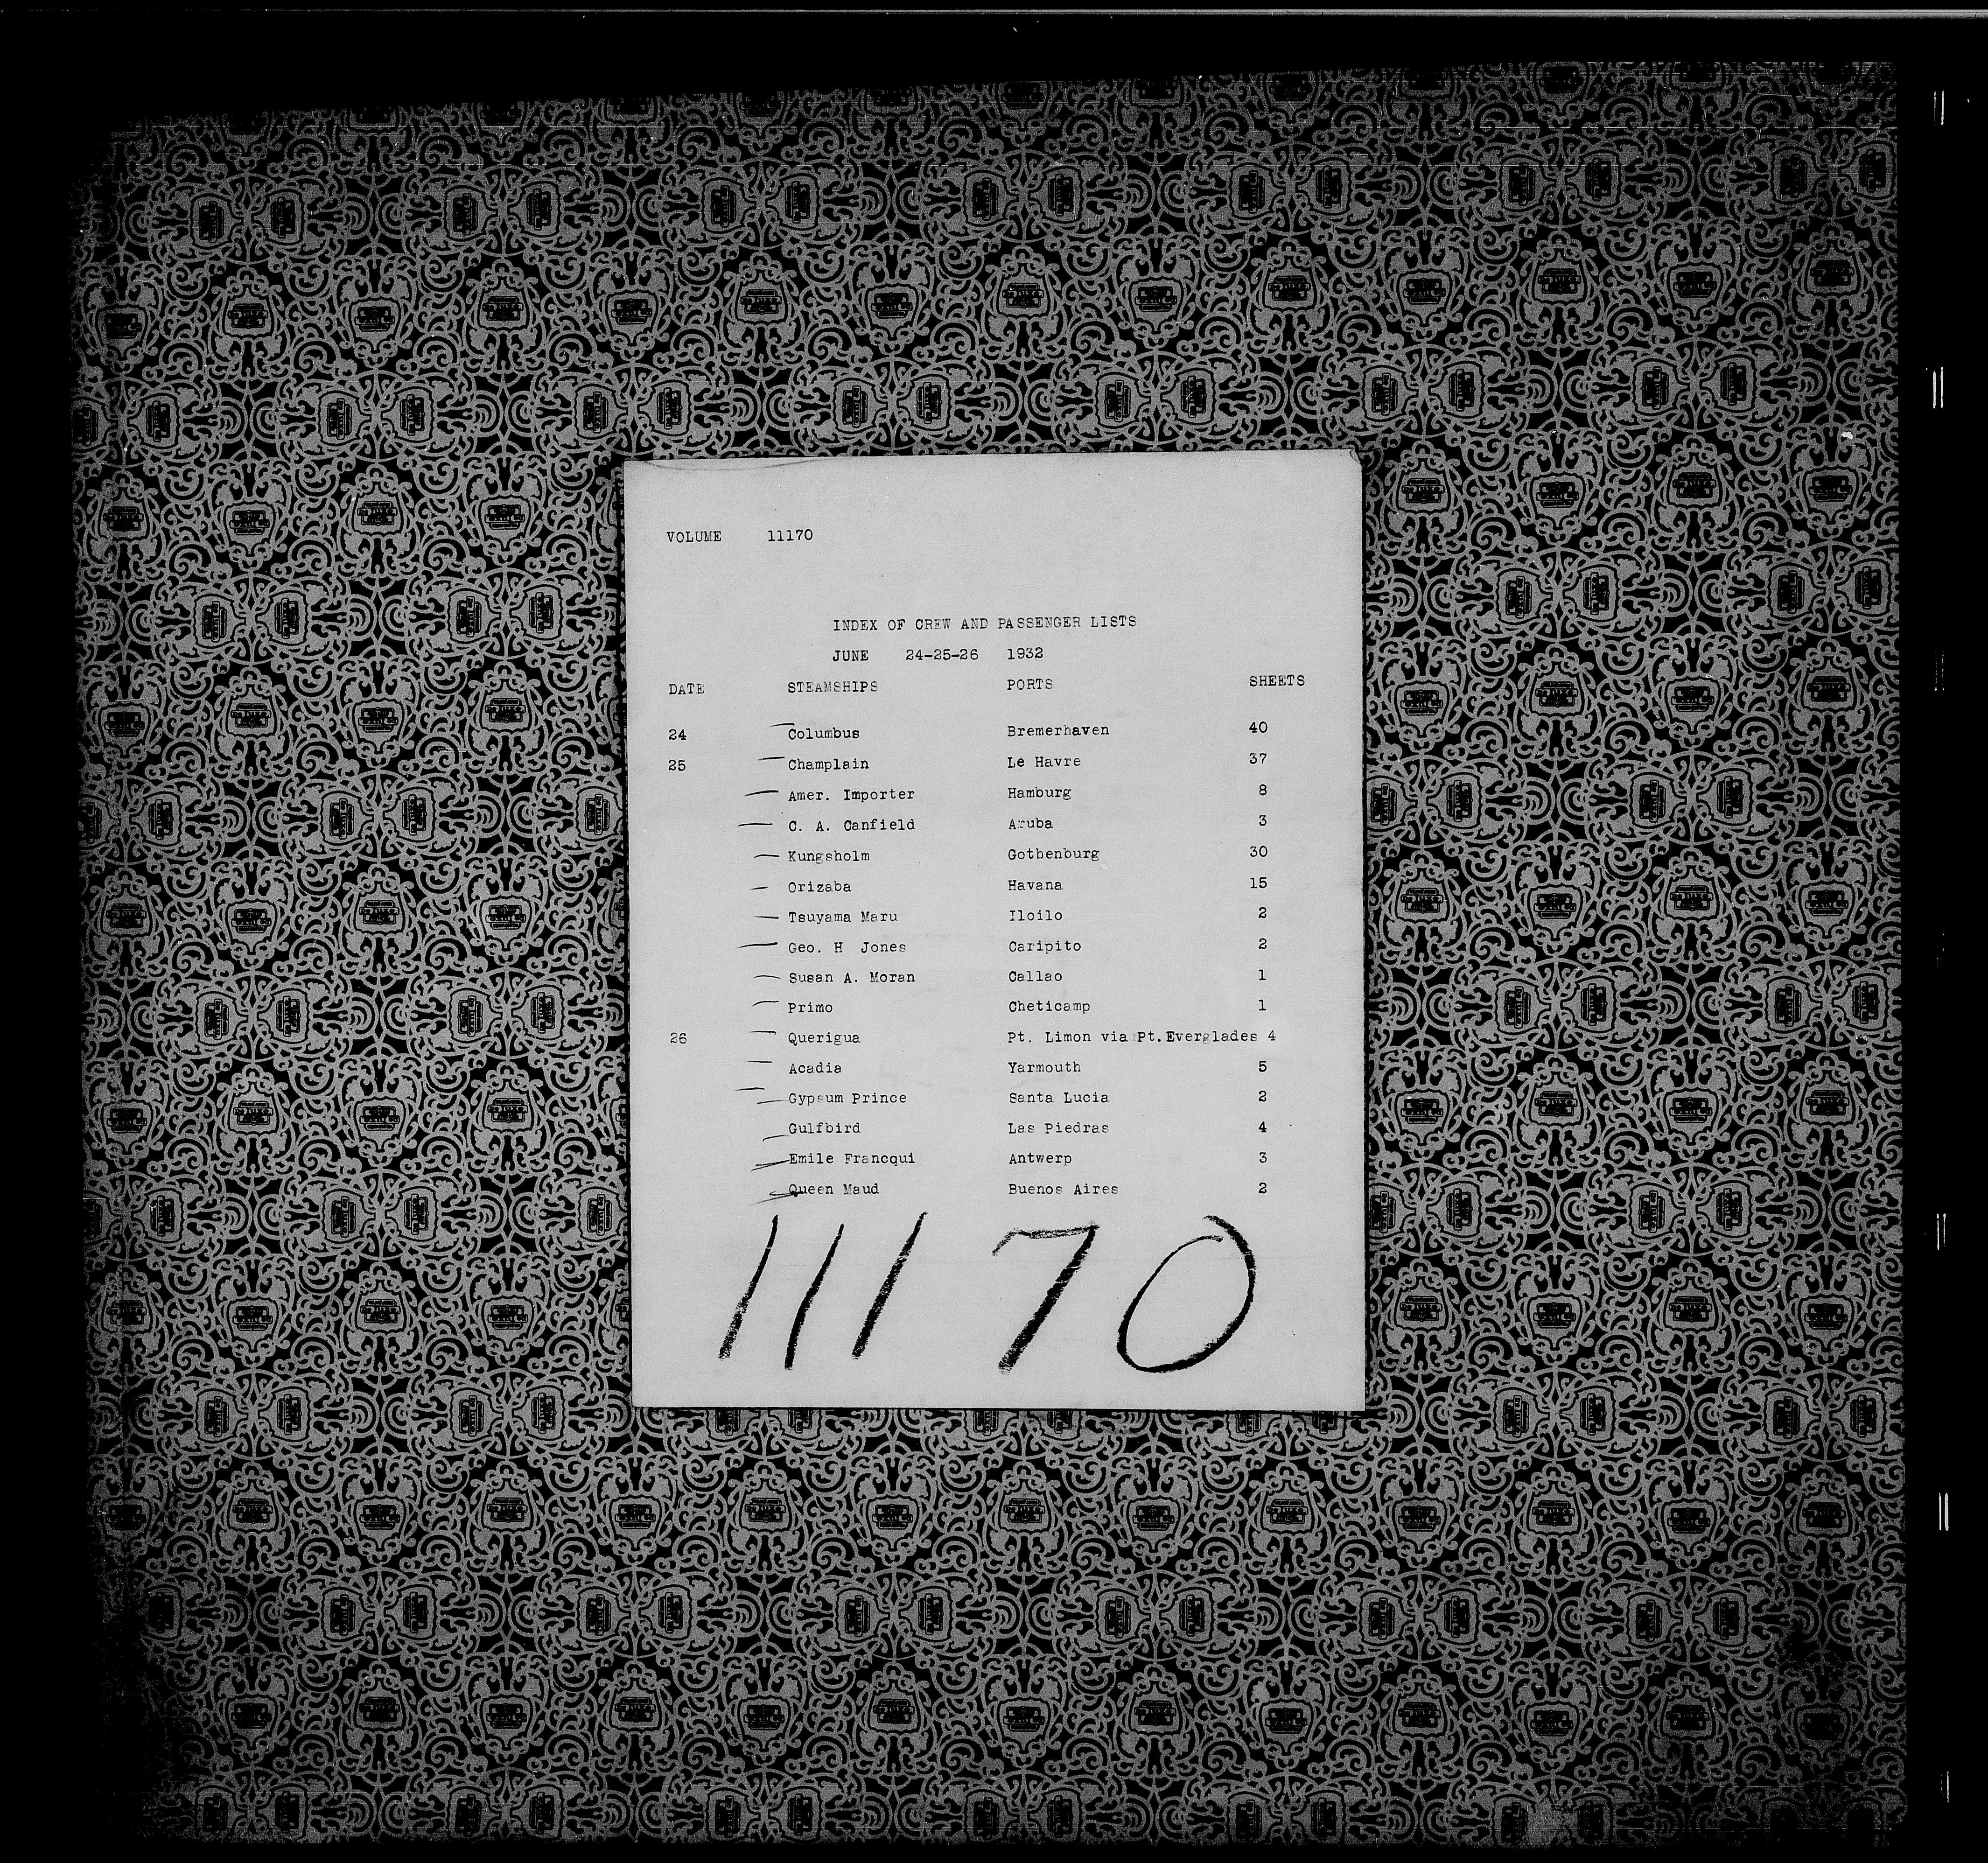 VOLUME 11170
INDEX OF CREW AND PASSENGER LISTS
JUNE 24-25-26 1932
DATE STEAMSHIPS PORTS SHEETS
24 Columbus Bremerhaven 40
25 Champlain Le Havre 37
Amer. Importer Hamburg 8
C. A. Canfield Aruba 3
Kungsholm Gothenburg 30
Orizaba Havana 15
Tsuyama Maru Iloilo 2
Geo. H Jones Caripito 2
Susan A. Moran Callao 1
Primo Cheticamp 1
26 Querigua Pt. Limon via Pt. Everglades 4
Acadia Yarmouth 5
Gypsum Prince Santa Lucia 2
Gulfbird Las Piedras 4
Emile Francqui Antwerp 3
Queen Maud Buenos Aires 2
11170